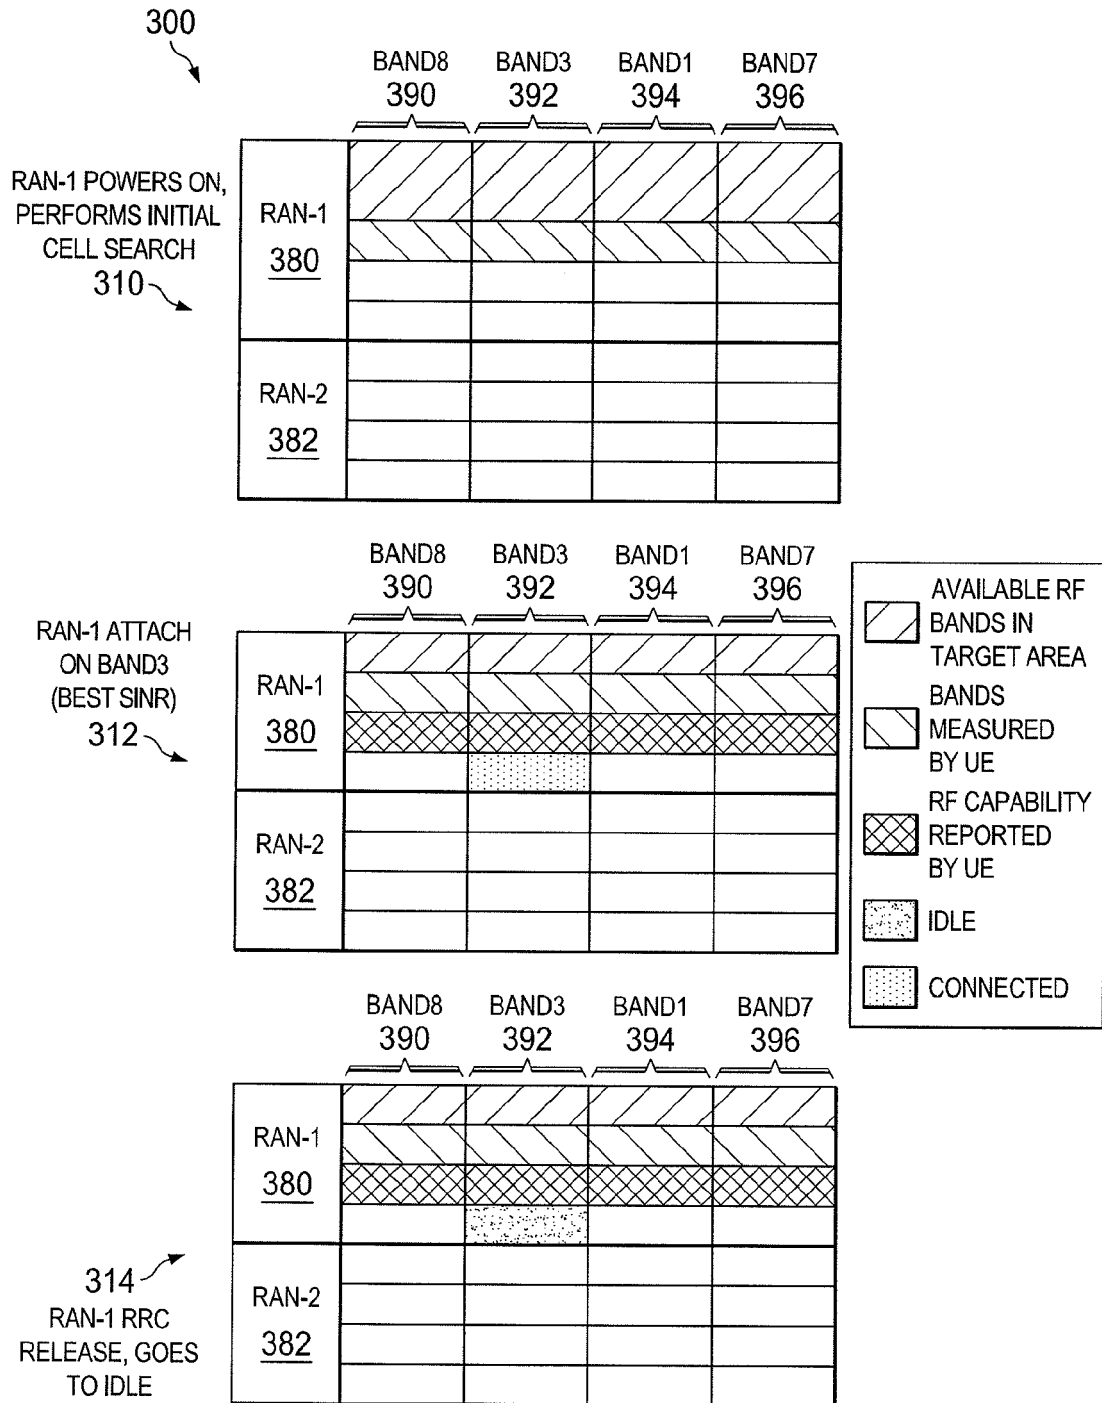 300
BAND8 BAND3 BAND1 BAND7
390 392 394 396
RAN-1 POWERS ON,
PERFORMS INITIAL
CELL SEARCH
310
RAN-1
380
RAN-2
382
BAND8 BAND3 BAND1 BAND7
390 392 394 396
RAN-1 ATTACH
ON BAND3
(BEST SINR)
312
RAN-1
380
RAN-2
382
AVAILABLE RF
BANDS IN
TARGET AREA
BANDS
MEASURED
BY UE
RF CAPABILITY
REPORTED
BY UE
IDLE
CONNECTED
BAND8 BAND3 BAND1 BAND7
390 392 394 396
RAN-1
380
314
RAN-1 RRC
RELEASE, GOES
TO IDLE
RAN-2
382